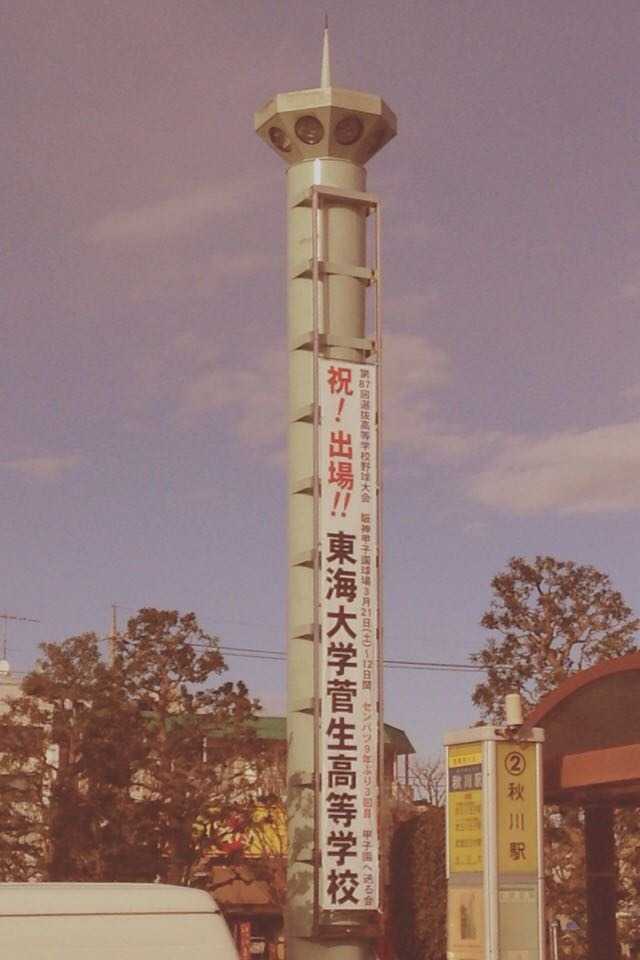 第87回選抜高等学校野球大会 阪神甲子園球場3月21日(土)〜12日間 センバツ9年ぶり3回目 甲子園へ送る会
祝！出場!! 東海大学菅生高等学校
② 秋川駅